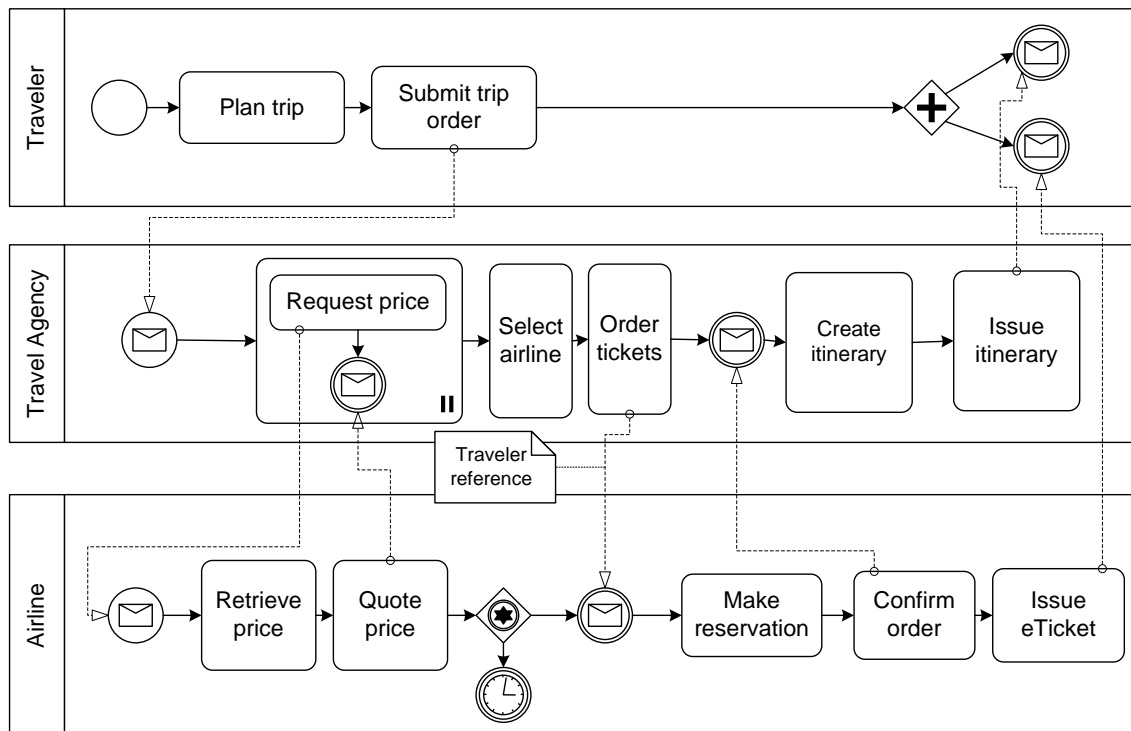 Traveler
Plan trip
Submit trip
order
Travel Agency
Request price
Select
airline
Order
tickets
Create
itinerary
Issue
itinerary
Traveler
reference
Airline
Retrieve
price
Quote
price
Make
reservation
Confirm
order
Issue
eTicket